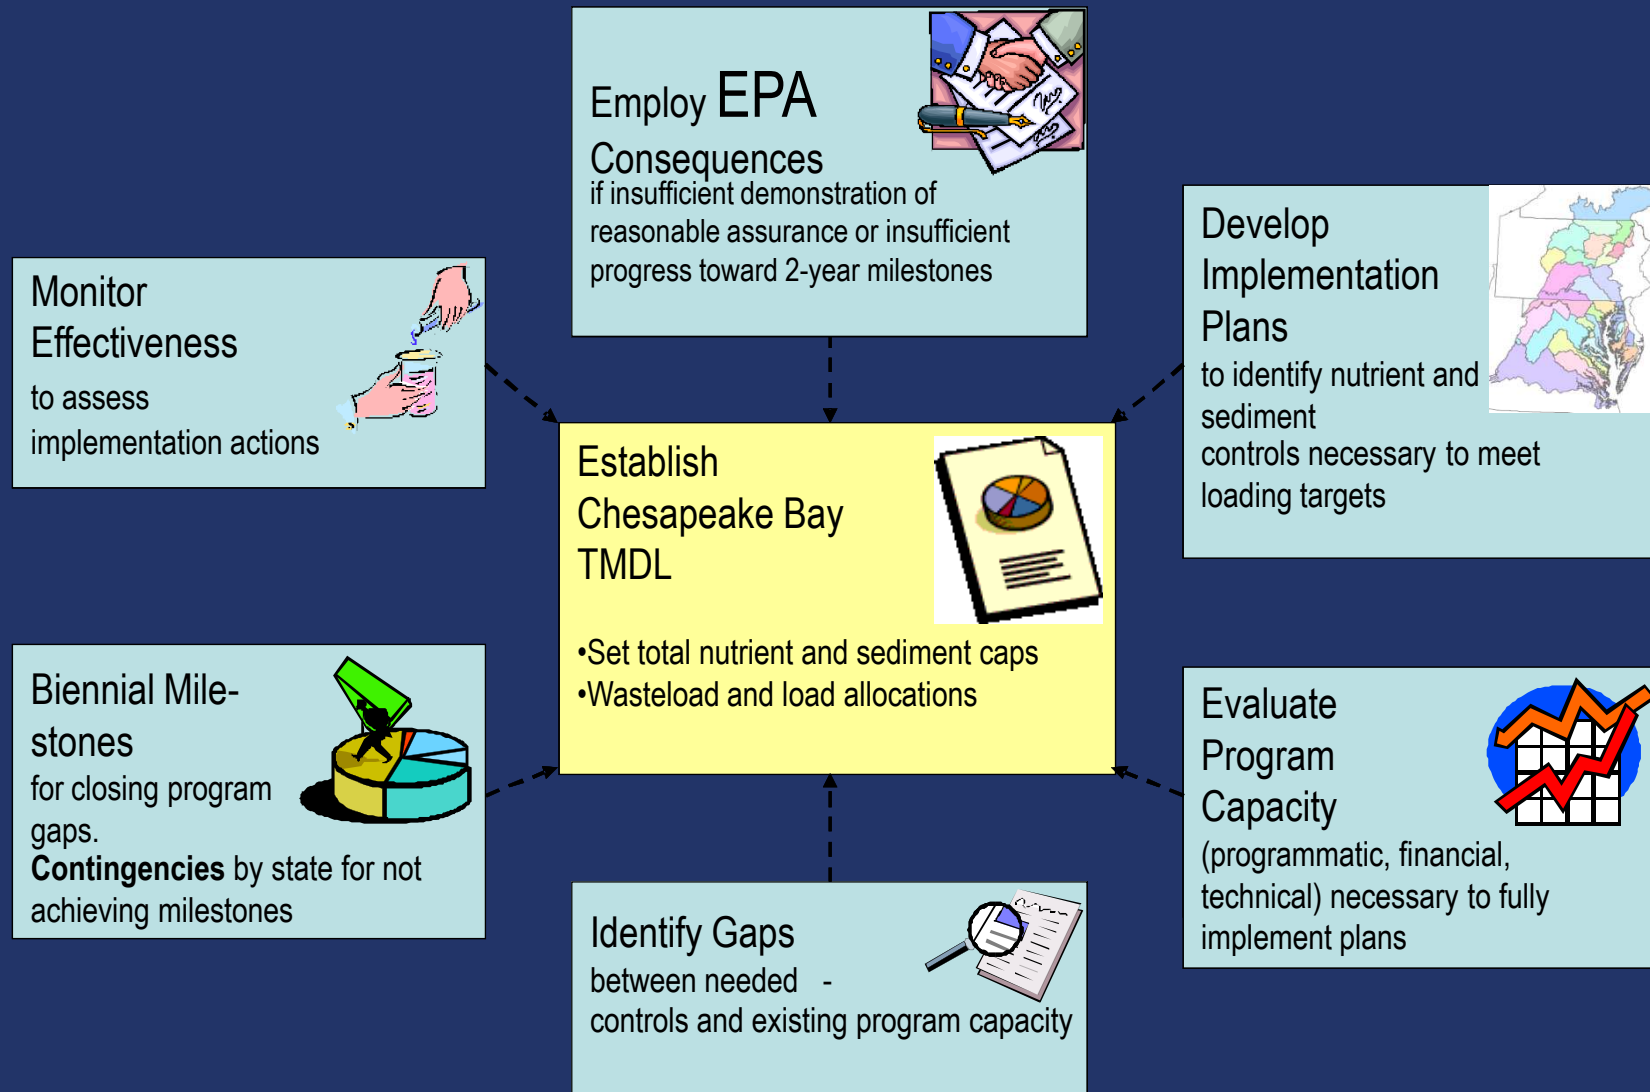 Employ EPA
Consequences
if insufficient demonstration of
reasonable assurance or insufficient
progress toward 2-year milestones
Develop
Implementation
Plans
to identify nutrient and
sediment
controls necessary to meet
loading targets
Monitor
Effectiveness
to assess
implementation actions
Establish
Chesapeake Bay
TMDL
•Set total nutrient and sediment caps
•Wasteload and load allocations
Biennial Mile-
stones
for closing program
gaps.
Contingencies by state for not
achieving milestones
Evaluate
Program
Capacity
(programmatic, financial,
technical) necessary to fully
implement plans
Identify Gaps
between needed -
controls and existing program capacity